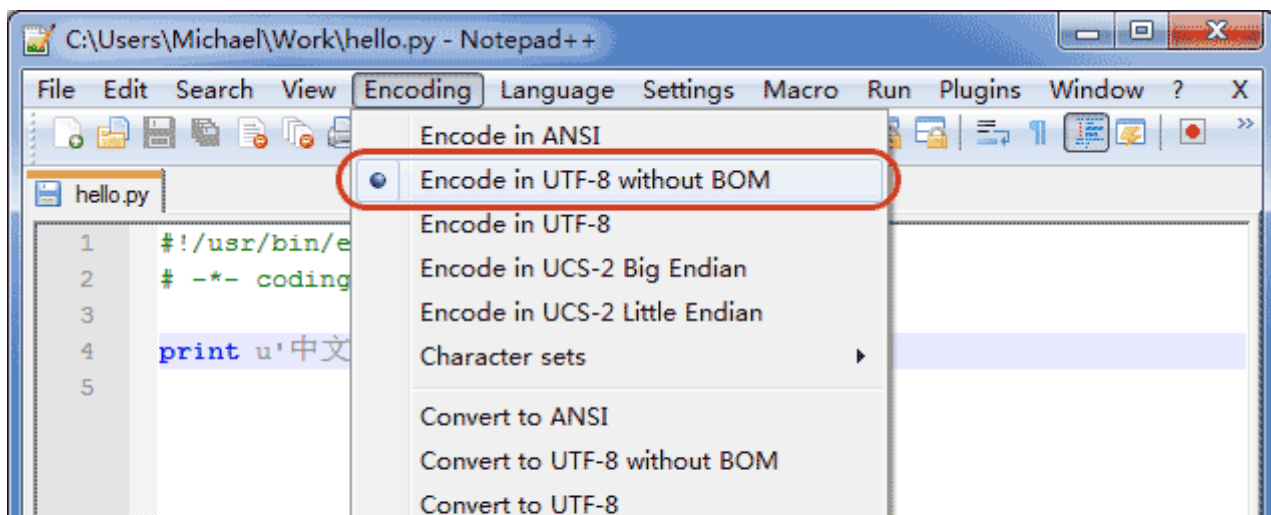 C:\Users\Michael\Work\hello.py - Notepad++
File Edit Search View Encoding Language Settings Macro Run Plugins Window ? X
Encode in ANSI
hello.py
Encode in UTF-8 without BOM
Encode in UTF-8
1 #!/usr/bin/e
Encode in UCS-2 Big Endian
2 # -*- coding
Encode in UCS-2 Little Endian
3
4 print u'中文
Character sets
5
Convert to ANSI
Convert to UTF-8 without BOM
Convert to UTF-8